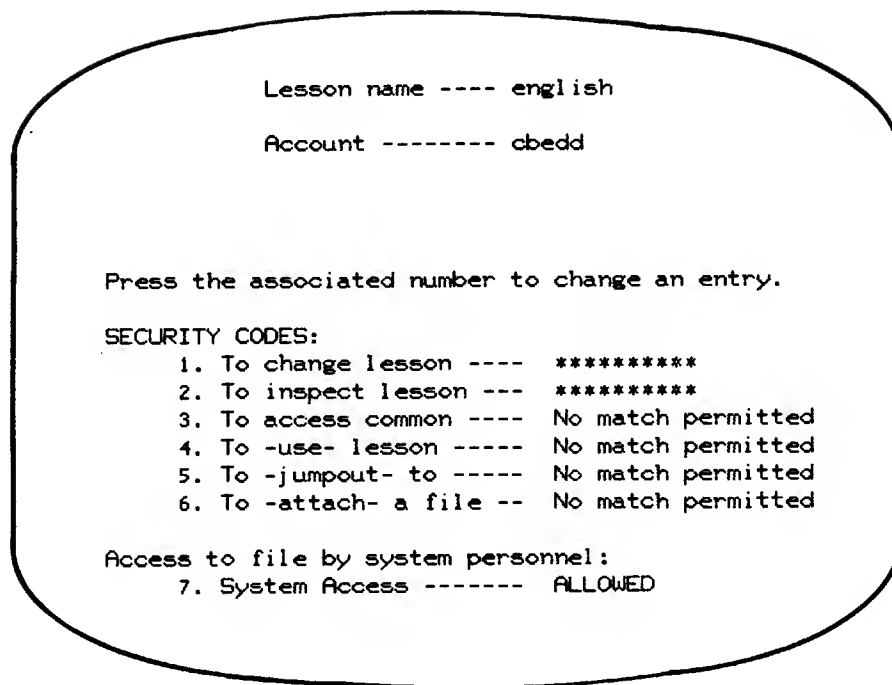 Lesson name ---- english
Account -------- cbedd
Press the associated number to change an entry.
SECURITY CODES:
1. To change lesson ---- **********
2. To inspect lesson --- **********
3. To access common ---- No match permitted
4. To -use- lesson ----- No match permitted
5. To -jumpout- to ----- No match permitted
6. To -attach- a file -- No match permitted
Access to file by system personnel:
7. System Access ------- ALLOWED